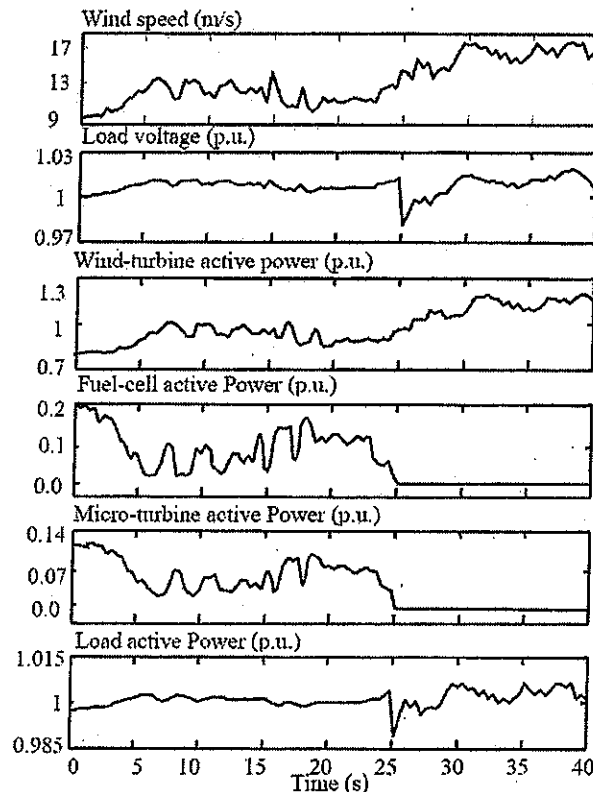 Wind speed (m/s)
17
13
9
Load voltage (p.u.)
1.03
1
0.97
Wind-turbine active power (p.u.)
1.3
1
0.7
Fuel-cell active Power (p.u.)
0.2
0.1
0.0
Micro-turbine active Power (p.u.)
0.14
0.07
0.0
Load active Power (p.u.)
1.015
1
0.985
0 5 10 15 20 25 30 35 40
Time (s)